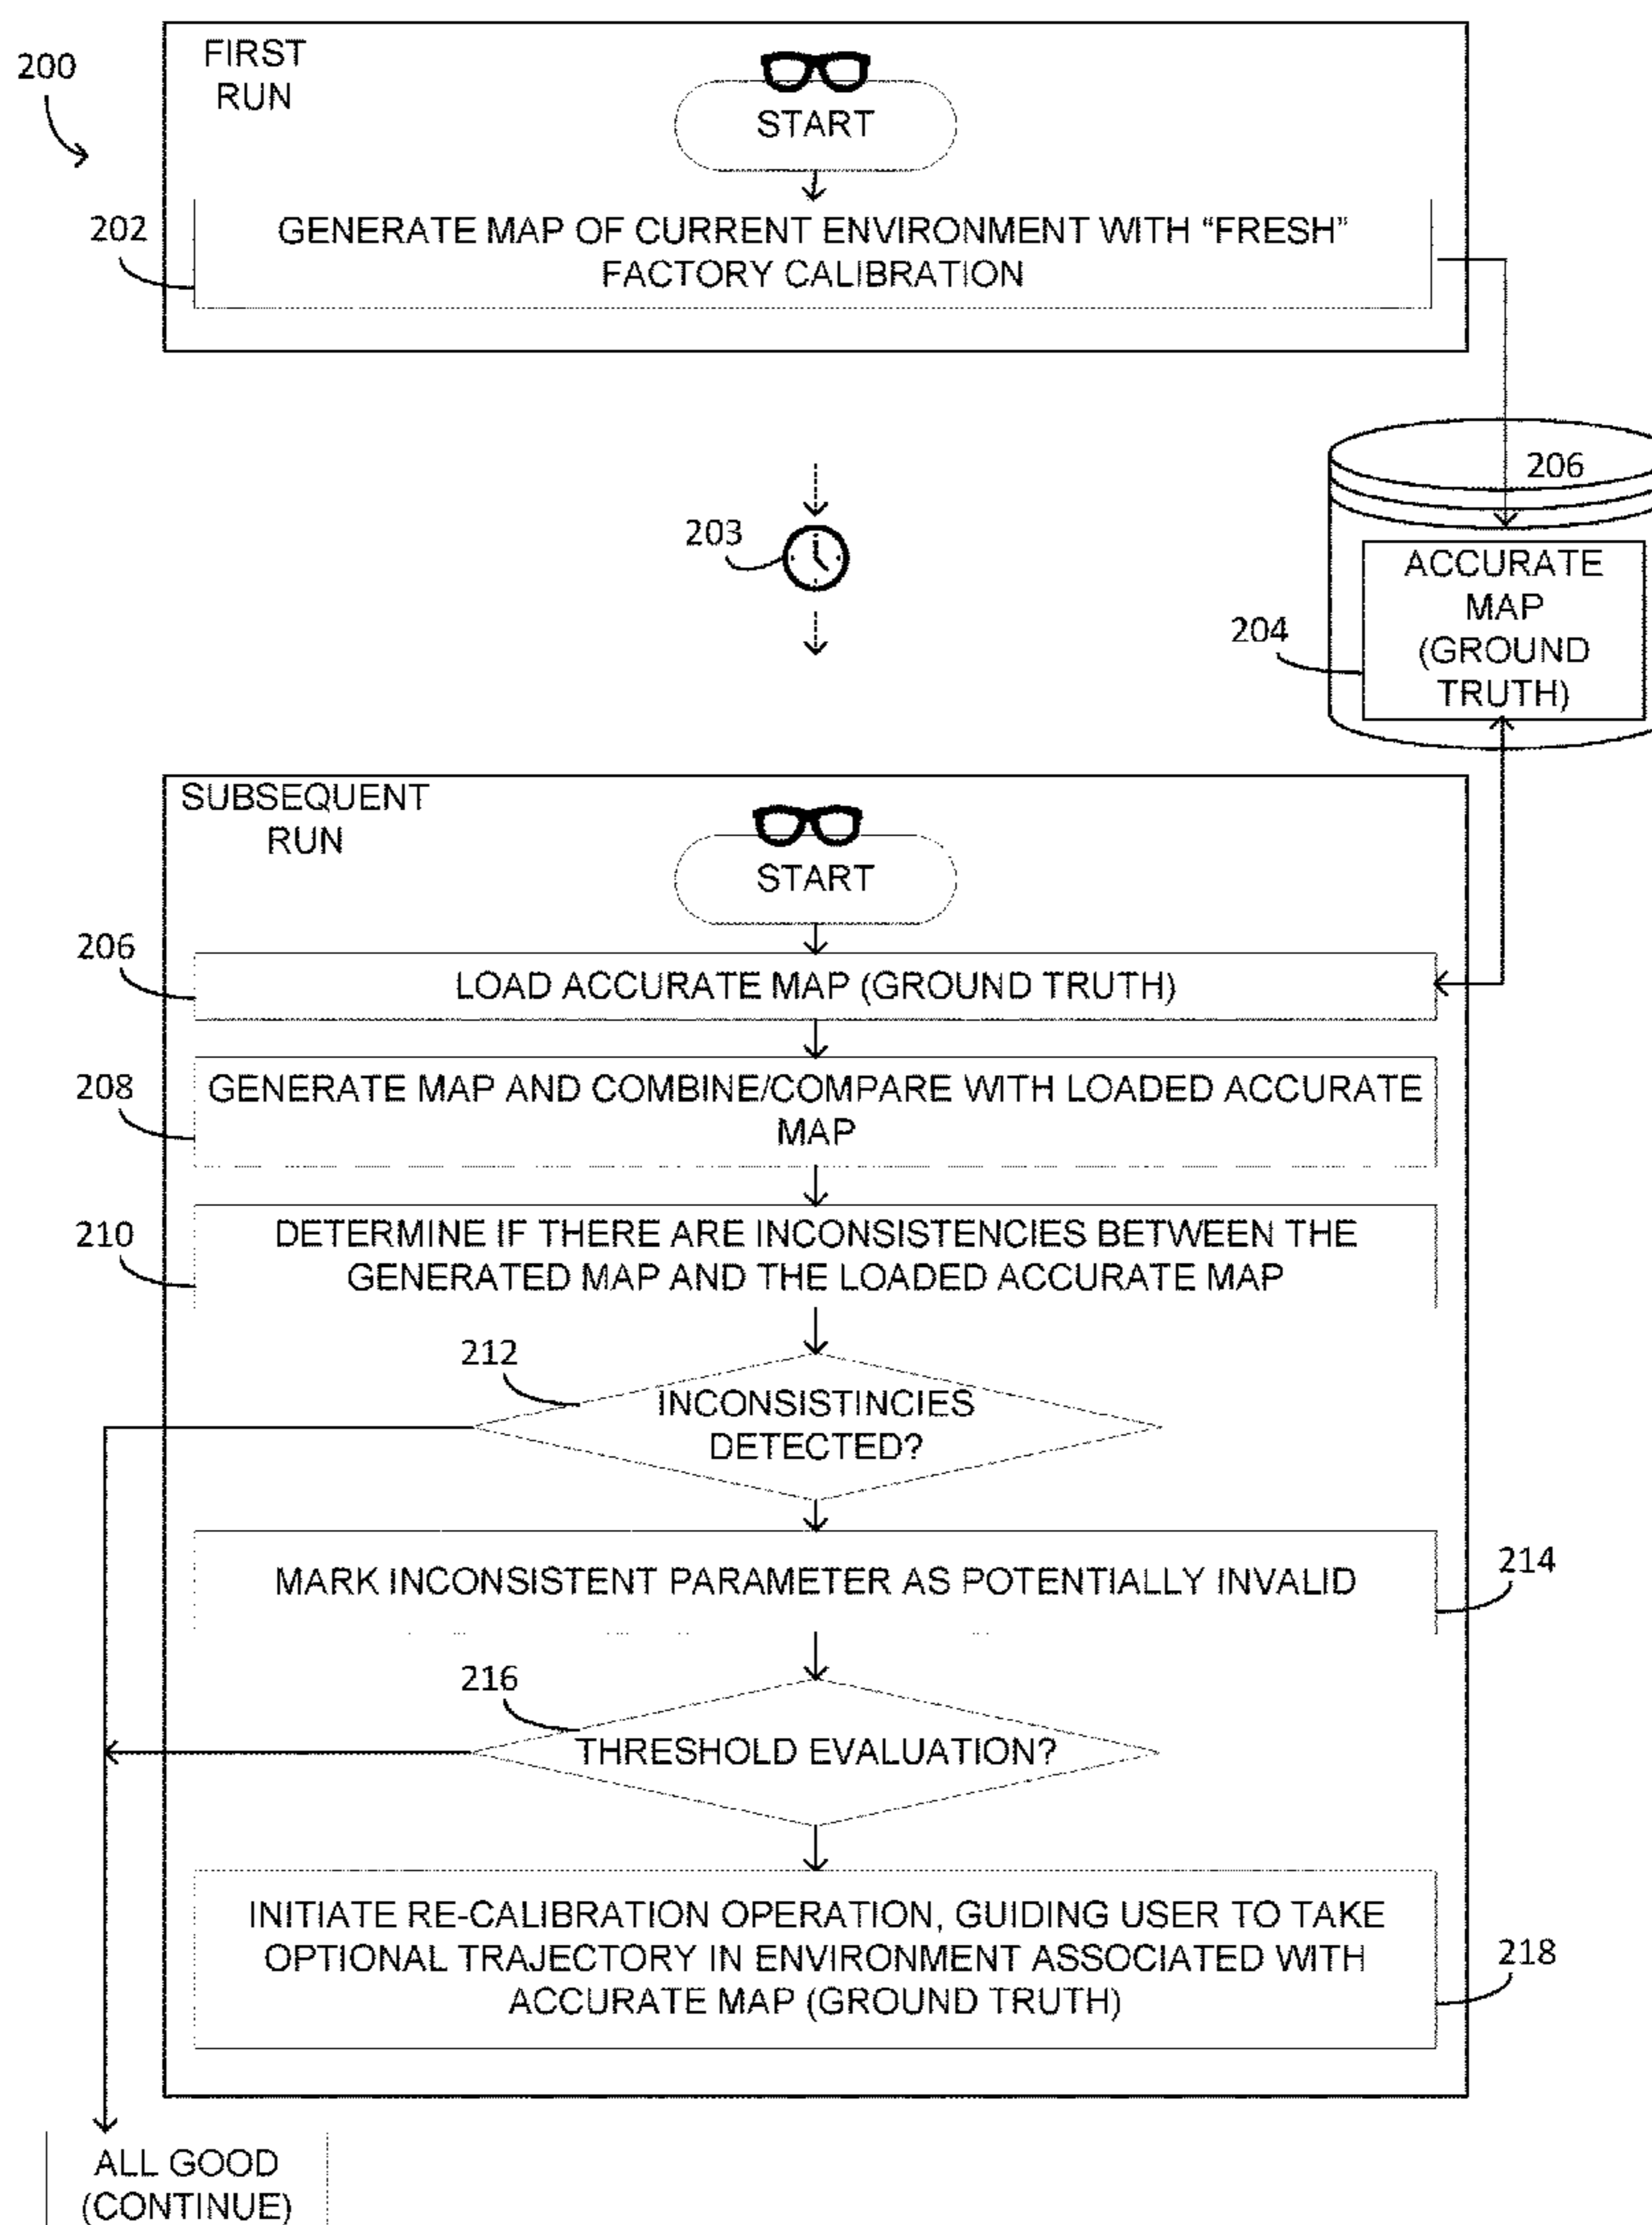 200
FIRST
RUN
START
202
GENERATE MAP OF CURRENT ENVIRONMENT WITH “FRESH”
FACTORY CALIBRATION
206
203
204
ACCURATE
MAP
(GROUND
TRUTH)
SUBSEQUENT
RUN
START
206
LOAD ACCURATE MAP (GROUND TRUTH)
208
GENERATE MAP AND COMBINE/COMPARE WITH LOADED ACCURATE
MAP
210
DETERMINE IF THERE ARE INCONSISTENCIES BETWEEN THE
GENERATED MAP AND THE LOADED ACCURATE MAP
212
INCONSISTINCIES
DETECTED?
214
MARK INCONSISTENT PARAMETER AS POTENTIALLY INVALID
216
THRESHOLD EVALUATION?
INITIATE RE-CALIBRATION OPERATION, GUIDING USER TO TAKE
OPTIONAL TRAJECTORY IN ENVIRONMENT ASSOCIATED WITH
ACCURATE MAP (GROUND TRUTH)
218
ALL GOOD
(CONTINUE)